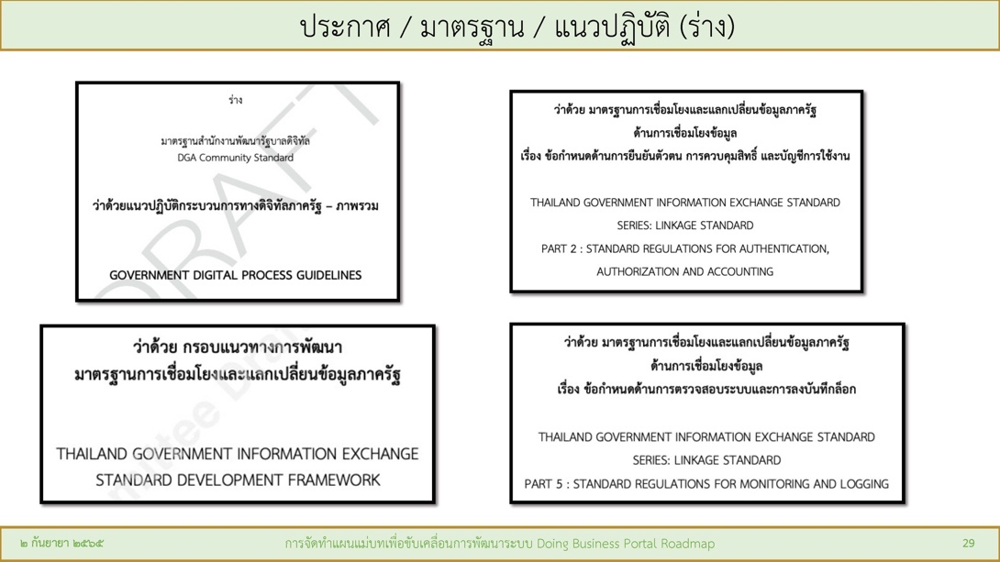 ประกาศ / มาตรฐาน / แนวปฏิบัติ (ร่าง)
ร่าง
มาตรฐานสำนักงานพัฒนารัฐบาลดิจิทัล
DGA Community Standard
ว่าด้วยแนวปฏิบัติกระบวนการทางดิจิทัลภาครัฐ – ภาพรวม
GOVERNMENT DIGITAL PROCESS GUIDELINES
DRAFT
ว่าด้วย มาตรฐานการเชื่อมโยงและแลกเปลี่ยนข้อมูลภาครัฐ
ด้านการเชื่อมโยงข้อมูล
เรื่อง ข้อกำหนดด้านการยืนยันตัวตน การควบคุมสิทธิ์ และบัญชีการใช้งาน
THAILAND GOVERNMENT INFORMATION EXCHANGE STANDARD
SERIES: LINKAGE STANDARD
PART 2 : STANDARD REGULATIONS FOR AUTHENTICATION,
AUTHORIZATION AND ACCOUNTING
ว่าด้วย กรอบแนวทางการพัฒนา
มาตรฐานการเชื่อมโยงและแลกเปลี่ยนข้อมูลภาครัฐ
THAILAND GOVERNMENT INFORMATION EXCHANGE
STANDARD DEVELOPMENT FRAMEWORK
ว่าด้วย มาตรฐานการเชื่อมโยงและแลกเปลี่ยนข้อมูลภาครัฐ
ด้านการเชื่อมโยงข้อมูล
เรื่อง ข้อกำหนดด้านการตรวจสอบระบบและการลงบันทึกล็อก
THAILAND GOVERNMENT INFORMATION EXCHANGE STANDARD
SERIES: LINKAGE STANDARD
PART 5 : STANDARD REGULATIONS FOR MONITORING AND LOGGING
๒ กันยายา ๒๕๖๕
การจัดทำแผนแม่บทเพื่อขับเคลื่อนการพัฒนาระบบ Doing Business Portal Roadmap
29